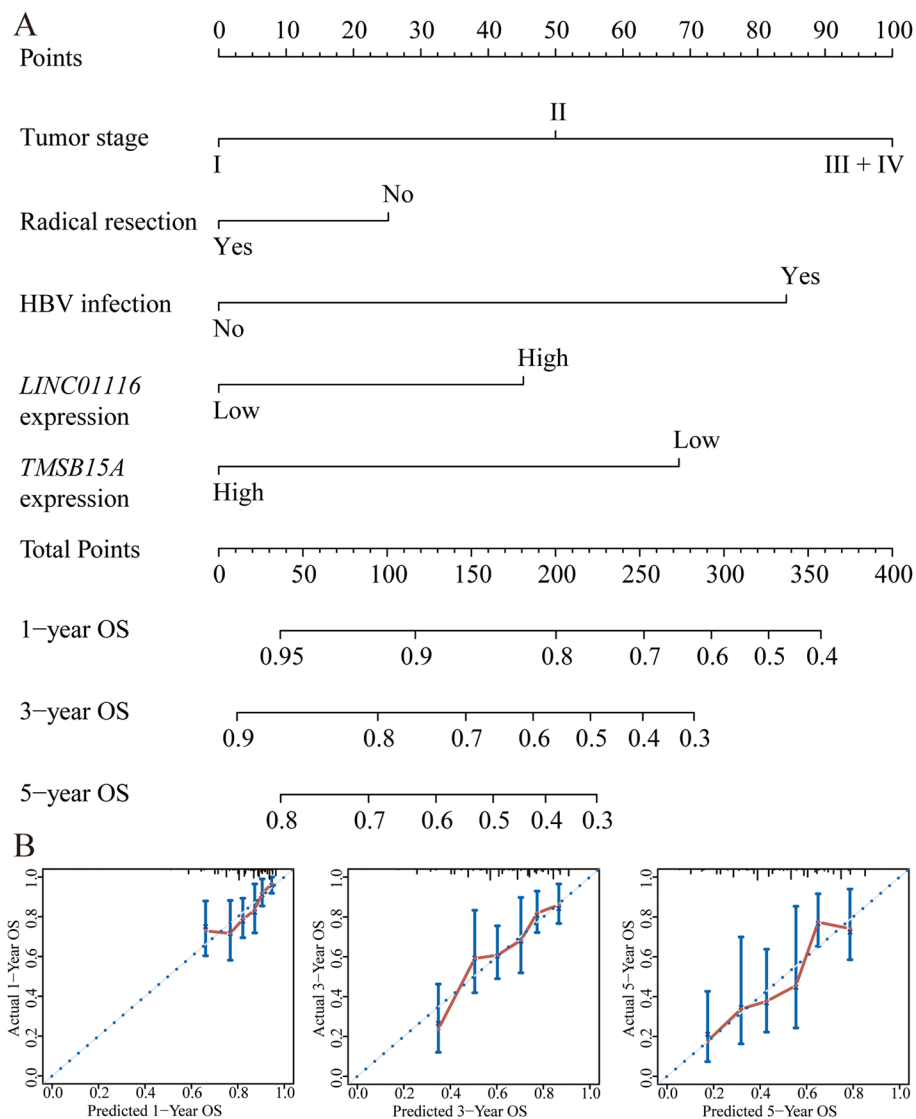 A
0 10 20 30 40 50 60 70 80 90 100
Points
II
Tumor stage
I III + IV
No
Radical resection
Yes
Yes
HBV infection
No
High
LINC01116
expression
Low
Low
TMSB15A
expression
High
Total Points
0 50 100 150 200 250 300 350 400
1−year OS
0.95 0.9 0.8 0.7 0.6 0.5 0.4
3−year OS
0.9 0.8 0.7 0.6 0.5 0.4 0.3
5−year OS
0.8 0.7 0.6 0.5 0.4 0.3
B
Actual 1−Year OS
0.0 0.2 0.4 0.6 0.8 1.0
0.0 0.2 0.4 0.6 0.8 1.0
Predicted 1−Year OS
Actual 3−Year OS
0.0 0.2 0.4 0.6 0.8 1.0
0.0 0.2 0.4 0.6 0.8 1.0
Predicted 3−Year OS
Actual 5−Year OS
0.0 0.2 0.4 0.6 0.8 1.0
0.0 0.2 0.4 0.6 0.8 1.0
Predicted 5−Year OS